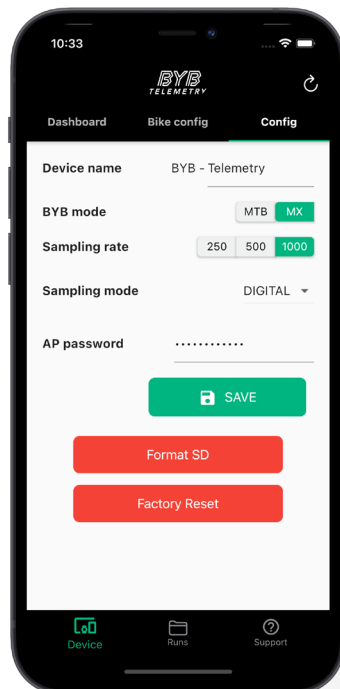 10:33
BYB
TELEMETRY
Dashboard Bike config Config
Device name BYB - Telemetry
BYB mode MTB MX
Sampling rate 250 500 1000
Sampling mode DIGITAL
AP password ············
SAVE
Format SD
Factory Reset
Device Runs Support